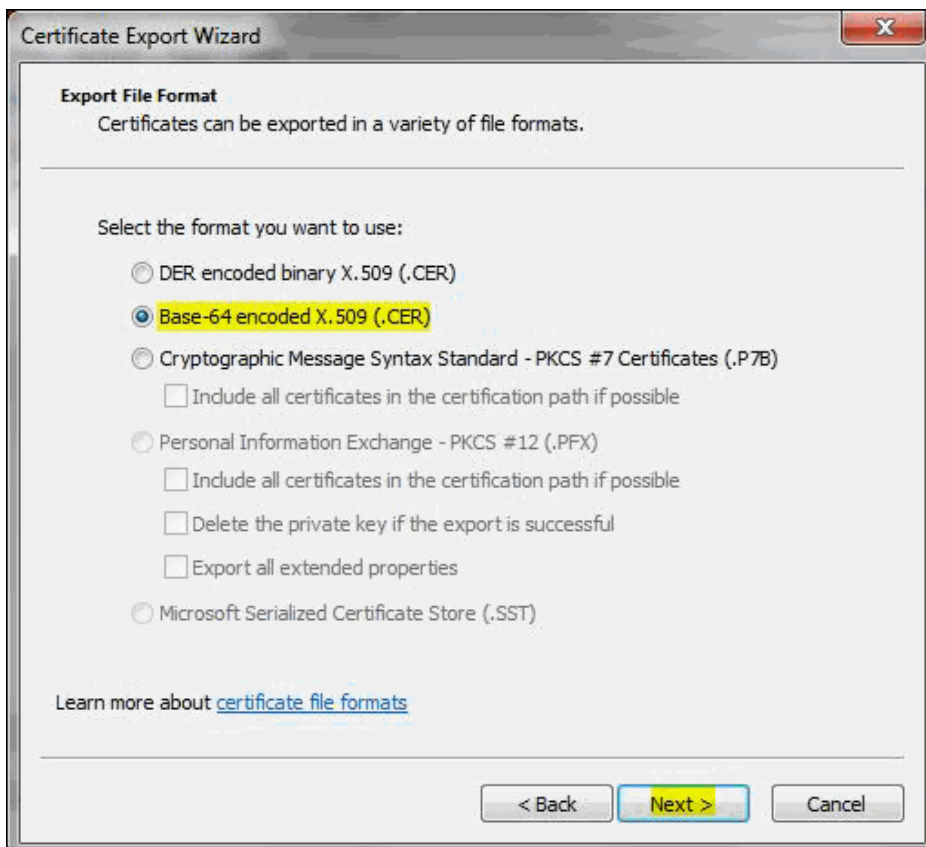 Certificate Export Wizard
Export File Format
Certificates can be exported in a variety of file formats.
Select the format you want to use:
DER encoded binary X.509 (.CER)
Base-64 encoded X.509 (.CER)
Cryptographic Message Syntax Standard - PKCS #7 Certificates (.P7B)
Include all certificates in the certification path if possible
Personal Information Exchange - PKCS #12 (.PFX)
Include all certificates in the certification path if possible
Delete the private key if the export is successful
Export all extended properties
Microsoft Serialized Certificate Store (.SST)
Learn more about certificate file formats
< Back Next > Cancel